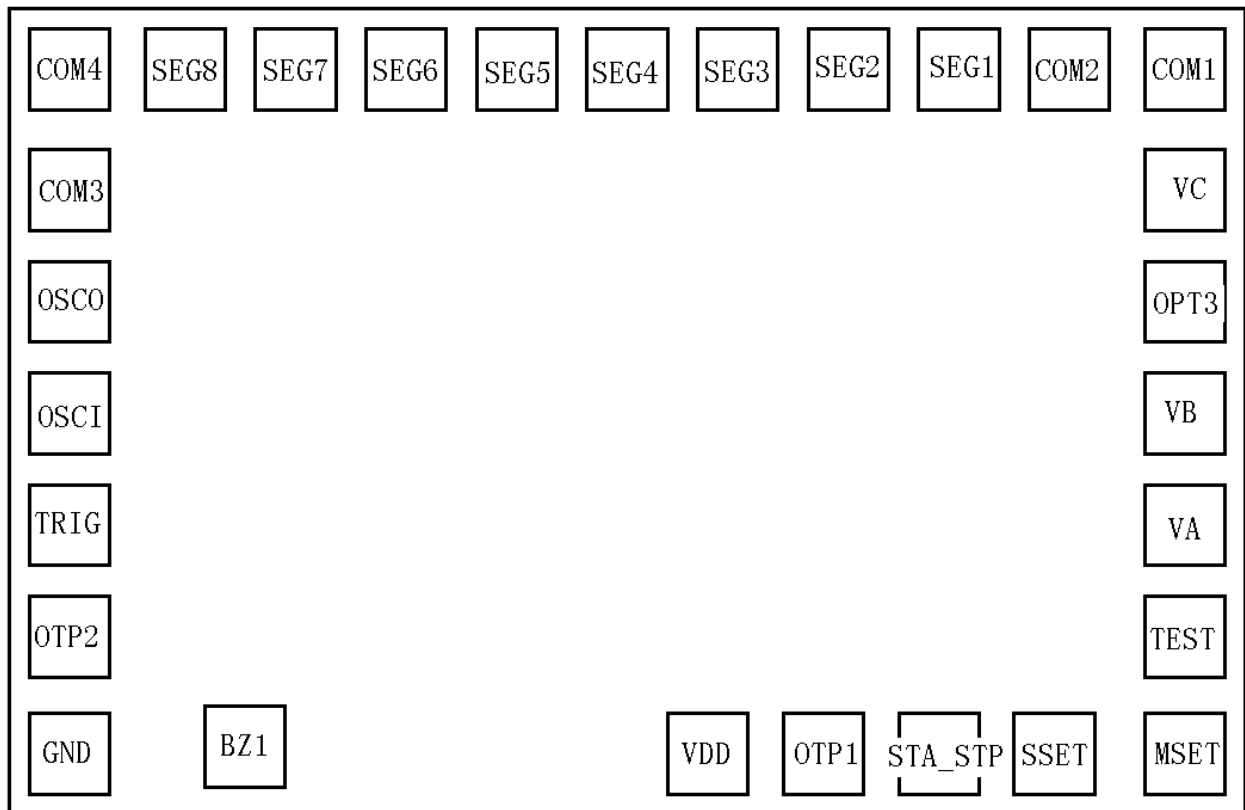 COM4 SEG8 SEG7 SEG6 SEG5 SEG4 SEG3 SEG2 SEG1 COM2 COM1
COM3 VC
OSCO OPT3
OSCI VB
TRIG VA
OTP2 TEST
GND BZ1 VDD OTP1 STA_STP SSET MSET